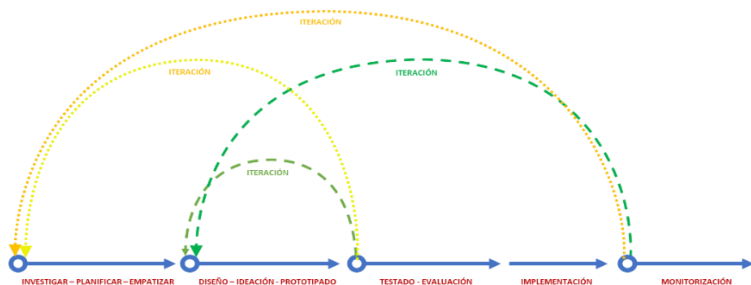 ITERACIÓN
ITERACIÓN
ITERACIÓN
ITERACIÓN
INVESTIGAR – PLANIFICAR – EMPATIZAR
DISEÑO – IDEACIÓN - PROTOTIPADO
TESTADO - EVALUACIÓN
IMPLEMENTACIÓN
MONITORIZACIÓN